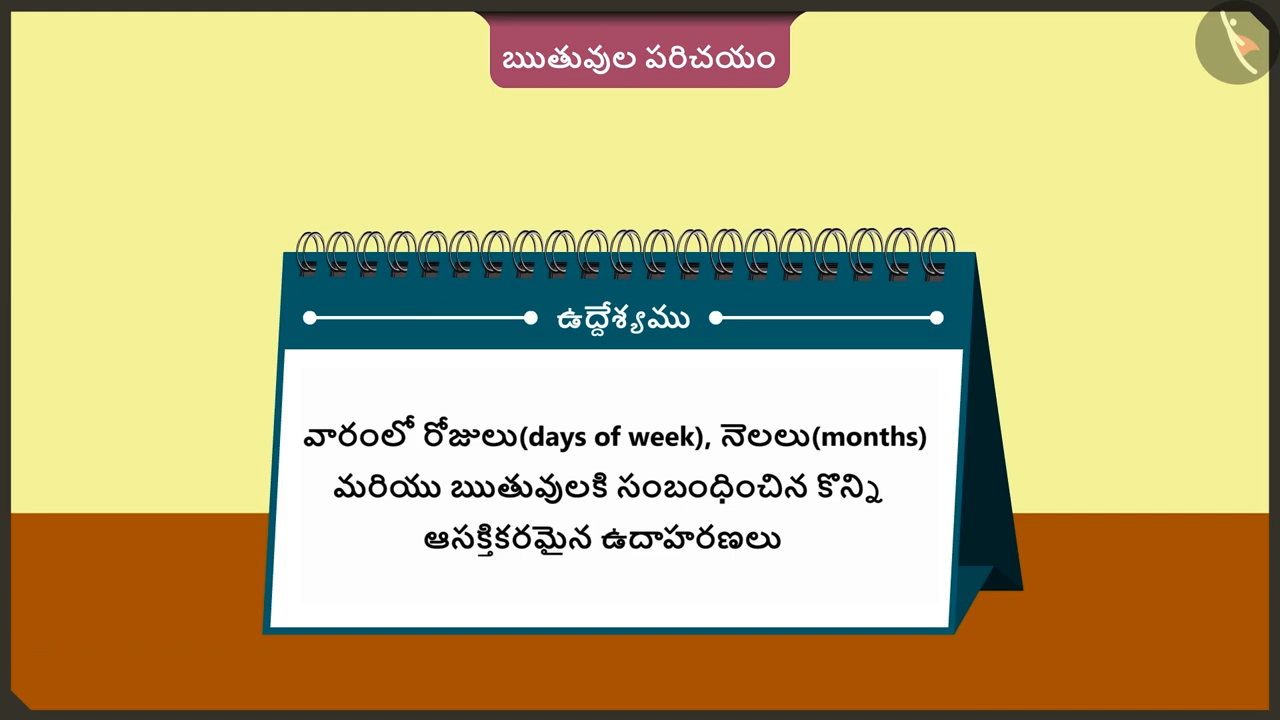 ఋతువుల పరిచయం
ఉద్దేశ్యము
వారంలో రోజులు(days of week), నెలలు(months)
మరియు ఋతువులకి సంబంధించిన కొన్ని
ఆసక్తికరమైన ఉదాహరణలు